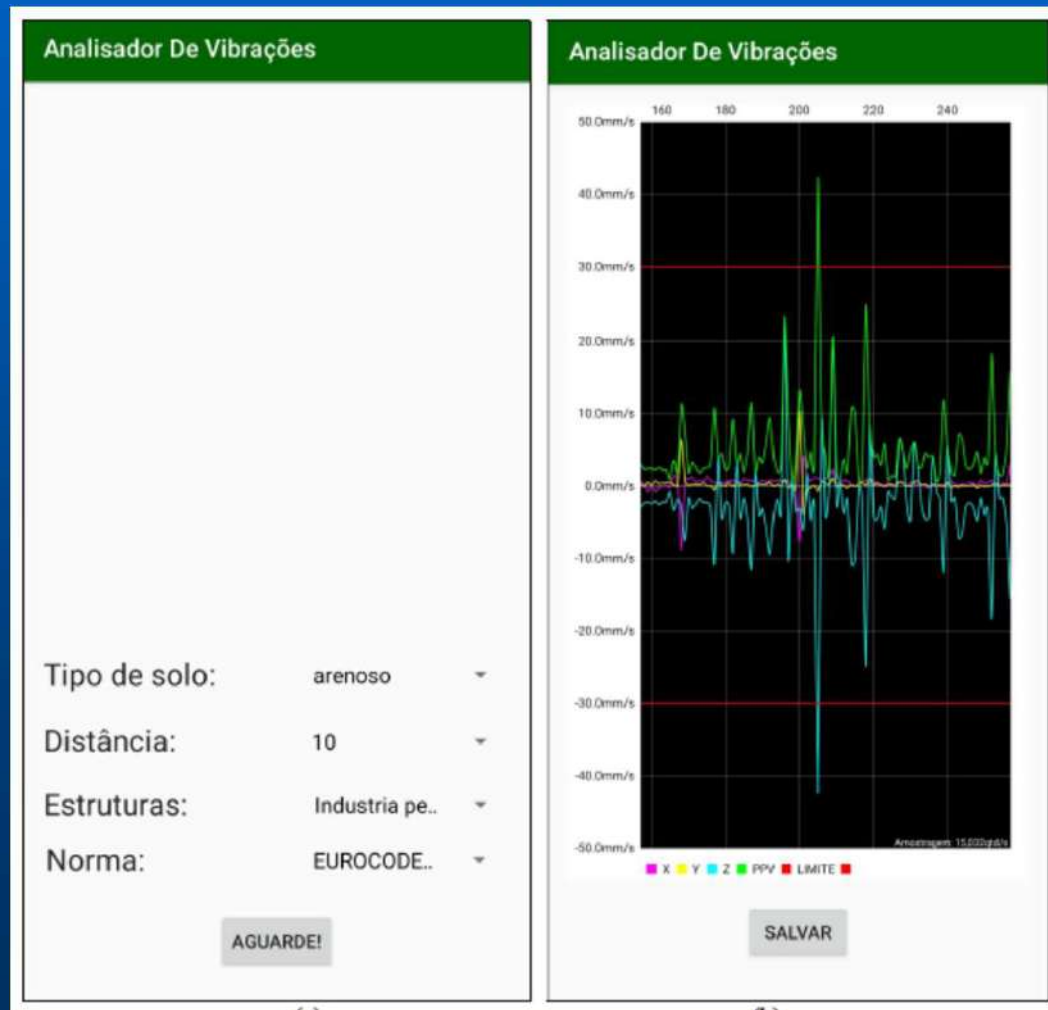 Analisador De Vibrações
Tipo de solo: arenoso
Distância: 10
Estruturas: Industria pe..
Norma: EUROCODE..
AGUARDE!
Analisador De Vibrações
160 180 200 220 240
50.0mm/s
40.0mm/s
30.0mm/s
20.0mm/s
10.0mm/s
0.0mm/s
-10.0mm/s
-20.0mm/s
-30.0mm/s
-40.0mm/s
-50.0mm/s
X Y Z PPV LIMITE
SALVAR